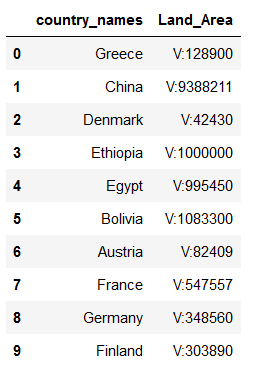 country_names Land_Area
0 Greece V:128900
1 China V:9388211
2 Denmark V:42430
3 Ethiopia V:1000000
4 Egypt V:995450
5 Bolivia V:1083300
6 Austria V:82409
7 France V:547557
8 Germany V:348560
9 Finland V:303890